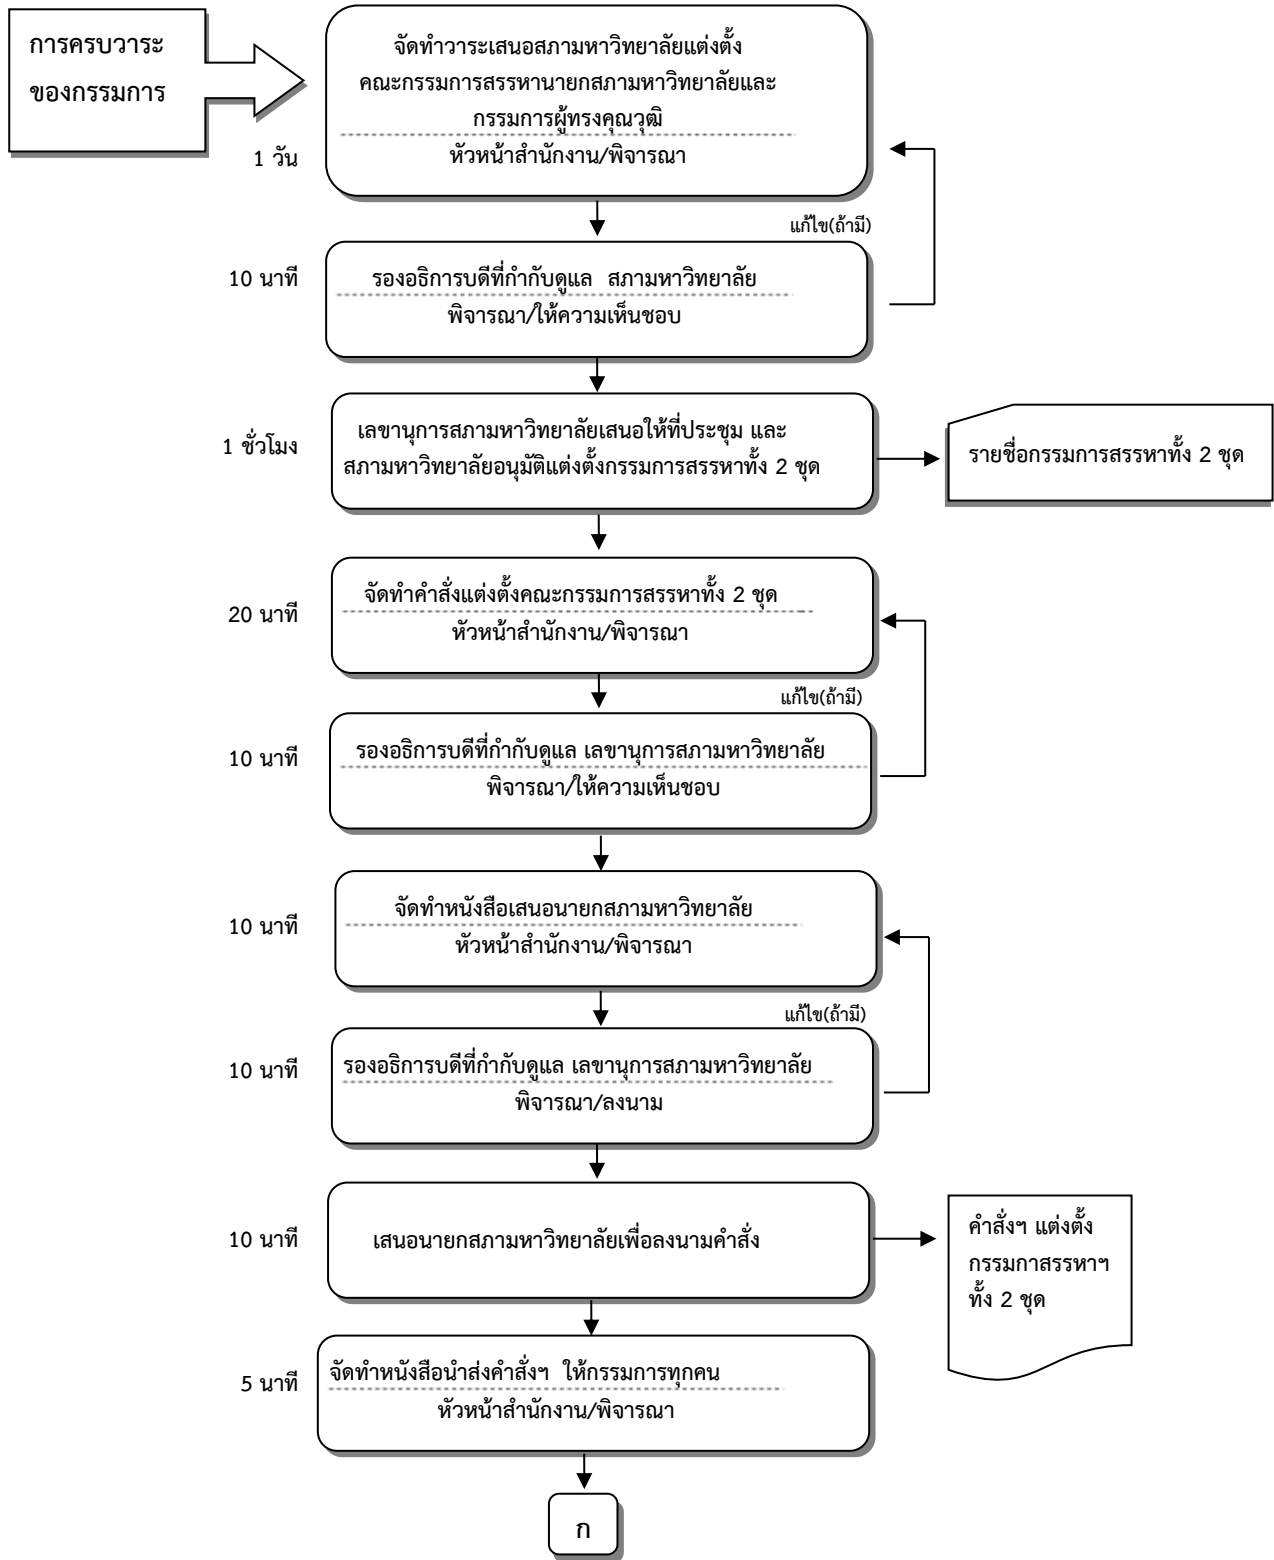 การครบวาระ
ของกรรมการ
จัดทำวาระเสนอสภามหาวิทยาลัยแต่งตั้ง
คณะกรรมการสรรหานายกสภามหาวิทยาลัยและ
กรรมการผู้ทรงคุณวุฒิ
หัวหน้าสำนักงาน/พิจารณา
1 วัน
แก้ไข(ถ้ามี)
10 นาที
รองอธิการบดีที่กำกับดูแล  สภามหาวิทยาลัย
พิจารณา/ให้ความเห็นชอบ
1 ชั่วโมง
เลขานุการสภามหาวิทยาลัยเสนอให้ที่ประชุม และ
สภามหาวิทยาลัยอนุมัติแต่งตั้งกรรมการสรรหาทั้ง 2 ชุด
รายชื่อกรรมการสรรหาทั้ง 2 ชุด
20 นาที
จัดทำคำสั่งแต่งตั้งคณะกรรมการสรรหาทั้ง 2 ชุด
หัวหน้าสำนักงาน/พิจารณา
แก้ไข(ถ้ามี)
10 นาที
รองอธิการบดีที่กำกับดูแล เลขานุการสภามหาวิทยาลัย
พิจารณา/ให้ความเห็นชอบ
10 นาที
จัดทำหนังสือเสนอนายกสภามหาวิทยาลัย
หัวหน้าสำนักงาน/พิจารณา
แก้ไข(ถ้ามี)
10 นาที
รองอธิการบดีที่กำกับดูแล เลขานุการสภามหาวิทยาลัย
พิจารณา/ลงนาม
10 นาที
เสนอนายกสภามหาวิทยาลัยเพื่อลงนามคำสั่ง
คำสั่งฯ แต่งตั้ง
กรรมกาสรรหาฯ
ทั้ง 2 ชุด
5 นาที
จัดทำหนังสือนำส่งคำสั่งฯ  ให้กรรมการทุกคน
หัวหน้าสำนักงาน/พิจารณา
ก